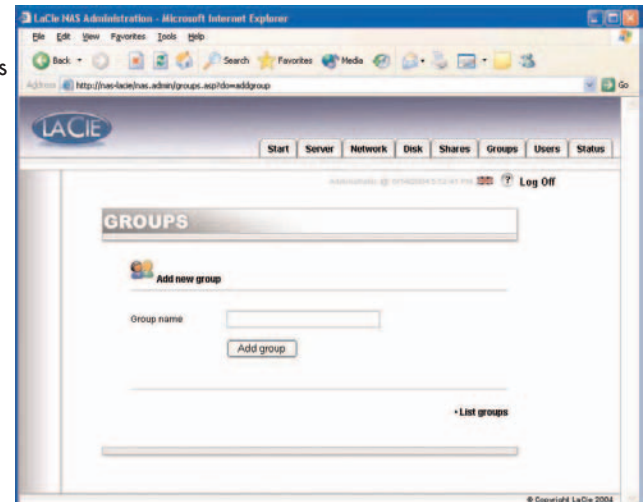 LaCie NAS Administration - Microsoft Internet Explorer
File Edit View Favorites Tools Help
s
Back Search Favorites Media
Address http://nas-lacie/nas.admin/groups.asp?do=addgroup Go
LACIE
Start Server Network Disk Shares Groups Users Status
? Log Off
GROUPS
Add new group
Group name
Add group
List groups
© Copyright LaCie 2004